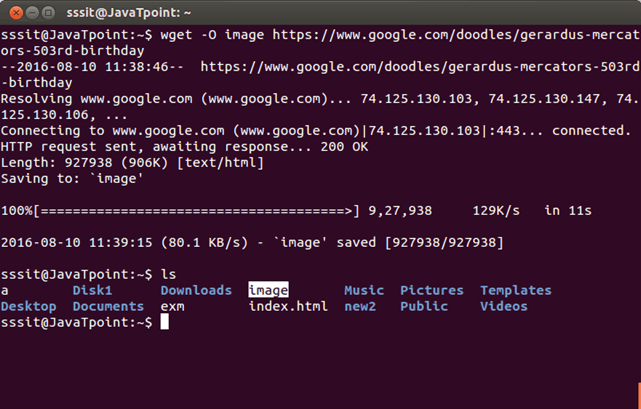 sssit@JavaTpoint: ~
sssit@JavaTpoint:~$ wget -O image https://www.google.com/doodles/gerardus-mercat
ors-503rd-birthday
--2016-08-10 11:38:46--  https://www.google.com/doodles/gerardus-mercators-503rd
-birthday
Resolving www.google.com (www.google.com)... 74.125.130.103, 74.125.130.147, 74.
125.130.106, ...
Connecting to www.google.com (www.google.com)|74.125.130.103|:443... connected.
HTTP request sent, awaiting response... 200 OK
Length: 927938 (906K) [text/html]
Saving to: `image'
100%[======================================>] 9,27,938     129K/s   in 11s
2016-08-10 11:39:15 (80.1 KB/s) - `image' saved [927938/927938]
sssit@JavaTpoint:~$ ls
a        Disk1      Downloads  image       Music  Pictures  Templates
Desktop  Documents  exm        index.html  new2   Public    Videos
sssit@JavaTpoint:~$